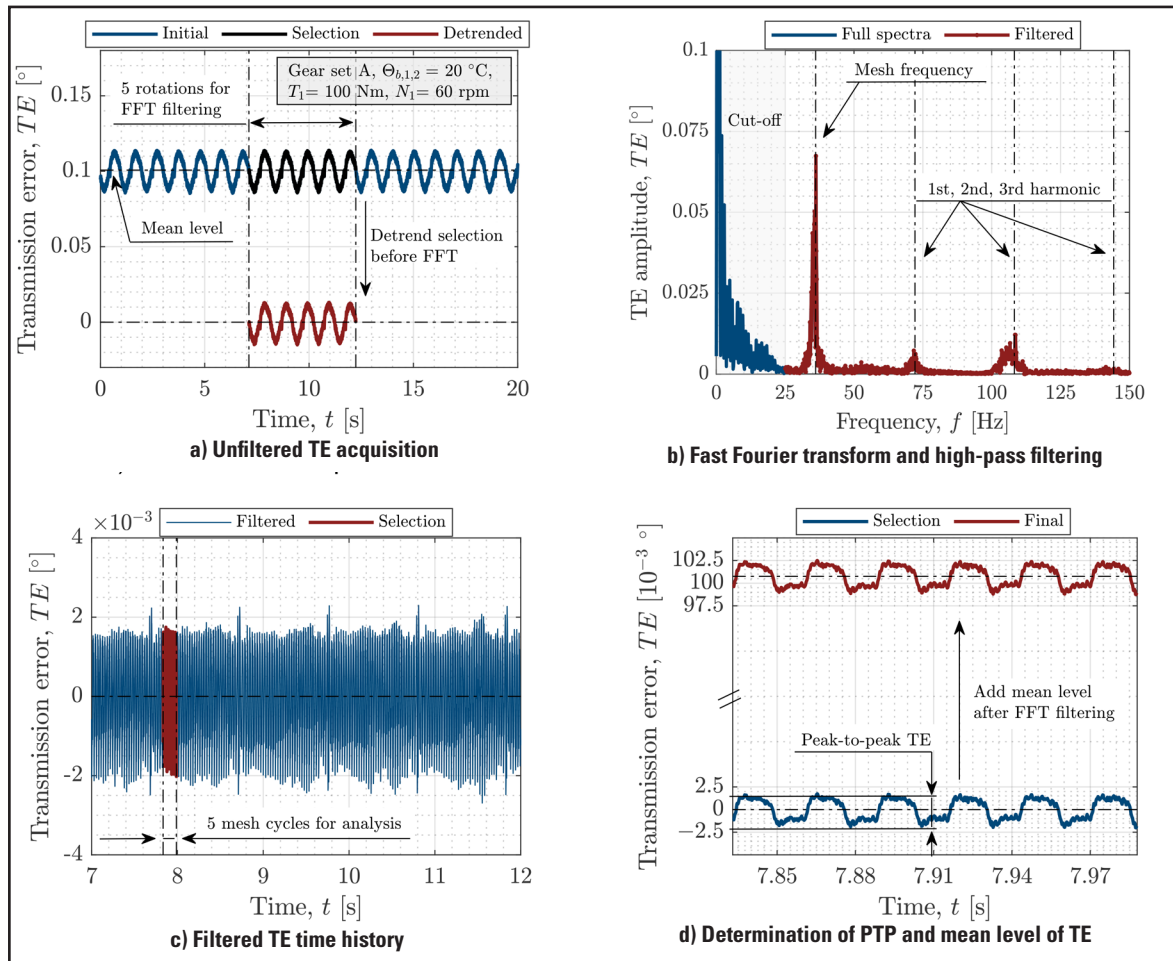 Initial Selection Detrended
Transmission error, TE [°]
0.15
0.1
0.05
0
5 rotations for
FFT filtering
Gear set A, Θb,1,2 = 20 °C,
T1= 100 Nm, N1= 60 rpm
Mean level
Detrend selection
before FFT
0 5 10 15 20
Time, t [s]
a) Unfiltered TE acquisition
Full spectra Filtered
TE amplitude, TE [°]
0.1
0.075
0.05
0.025
0
Mesh frequency
Cut-off
1st, 2nd, 3rd harmonic
0 25 50 75 100 125 150
Frequency, f [Hz]
b) Fast Fourier transform and high-pass filtering
×10−3
Filtered Selection
Transmission error, TE [°]
4
2
0
-2
-4
5 mesh cycles for analysis
7 8 9 10 11 12
Time, t [s]
c) Filtered TE time history
Selection Final
Transmission error, TE [10−3 °]
102.5
100
97.5
2.5
0
−2.5
Add mean level
after FFT filtering
Peak-to-peak TE
7.85 7.88 7.91 7.94 7.97
Time, t [s]
d) Determination of PTP and mean level of TE